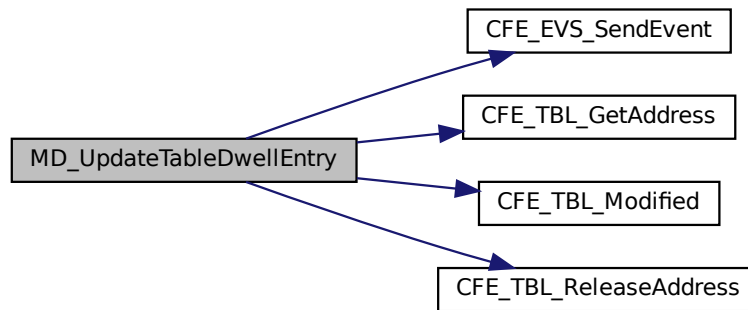 CFE_EVS_SendEvent
CFE_TBL_GetAddress
MD_UpdateTableDwellEntry
CFE_TBL_Modified
CFE_TBL_ReleaseAddress